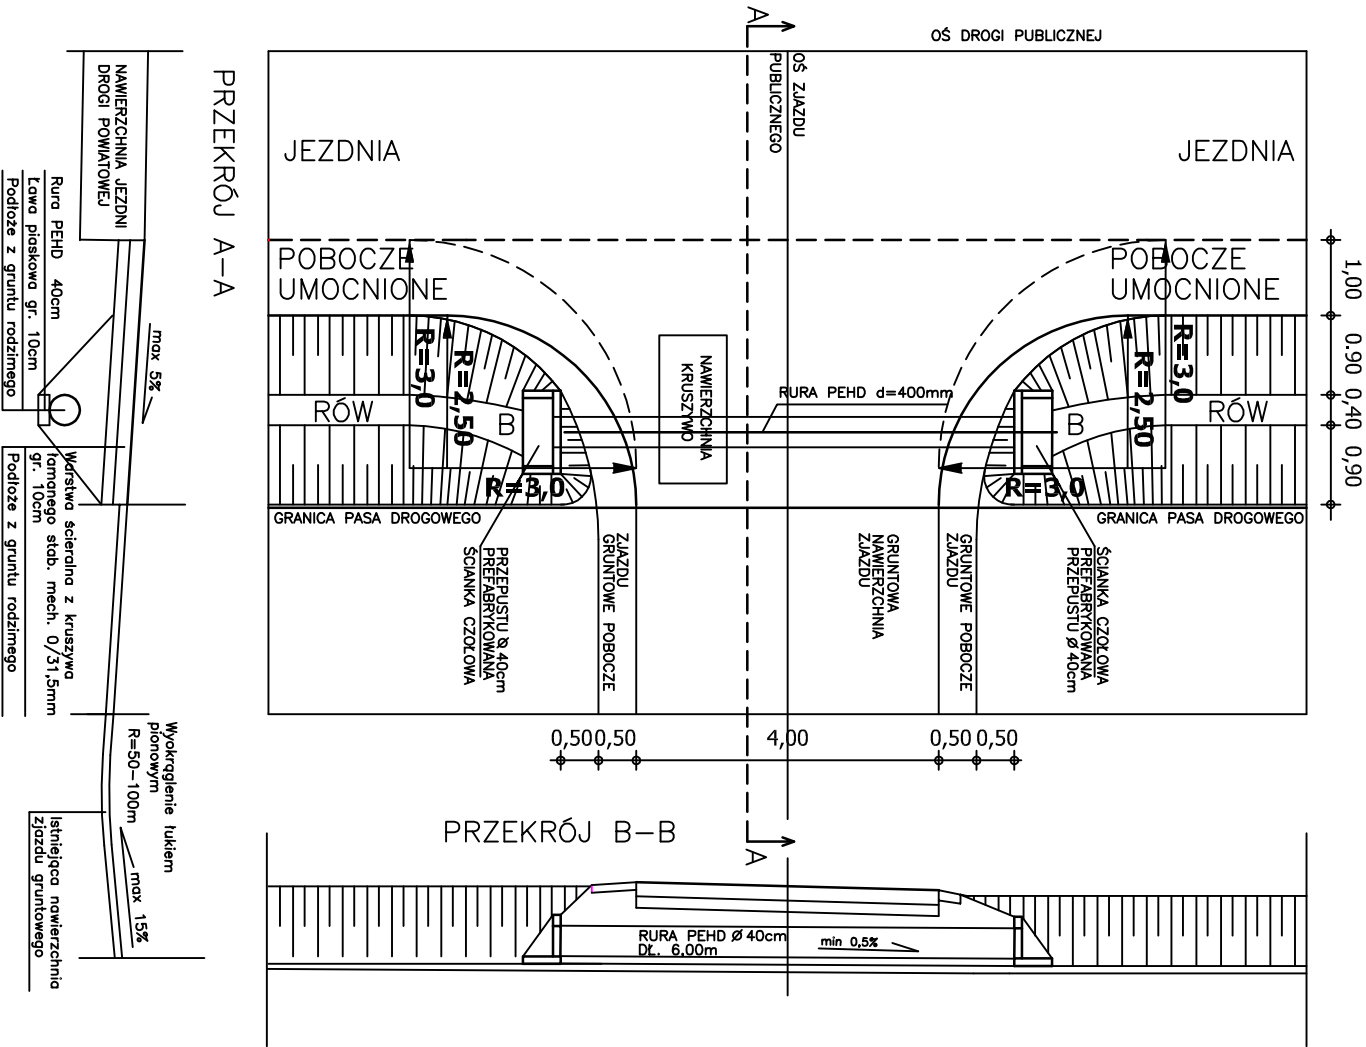 A
OŚ DROGI PUBLICZNEJ
OŚ ZJAZDU
PUBLICZNEGO
JEZDNIA
JEZDNIA
POBOCZE
UMOCNIONE
POBOCZE
UMOCNIONE
1,00
0.90
0,40
0,90
R=3,0
R=2,50
R=3,0
R=2,50
RÓW
B
NAWIERZCHNIA
KRUSZYWO
RURA PEHD d=400mm
B
RÓW
R=3,0
R=3,0
GRANICA PASA DROGOWEGO
GRANICA PASA DROGOWEGO
ŚCIANKA CZOŁOWA
PREFABRYKOWANA
PRZEPUSTU Ø 40cm
GRUNTOWE POBOCZE
ZJAZDU
GRUNTOWA
NAWIERZCHNIA
ZJAZDU
ZJAZDU
GRUNTOWE POBOCZE
PRZEPUSTU Ø 40cm
PREFABRYKOWANA
ŚCIANKA CZOŁOWA
0,50
0,50
4,00
0,50
0,50
A
PRZEKRÓJ B–B
RURA PEHD Ø 40cm
DŁ. 6,00m
min 0,5%
PRZEKRÓJ A–A
NAWIERZCHNIA JEZDNI
DROGI POWIATOWEJ
max 5%
Rura PEHD 40cm
Ława piaskowa gr. 10cm
Podłoże z gruntu rodzimego
Warstwa ścieralna z kruszywa
łamanego stab. mech. 0/31,5mm
gr. 10cm
Podłoże z gruntu rodzimego
Wyokrąglenie łukiem
pionowym
R=50–100m
max 15%
Istniejąca nawierzchnia
zjazdu gruntowego